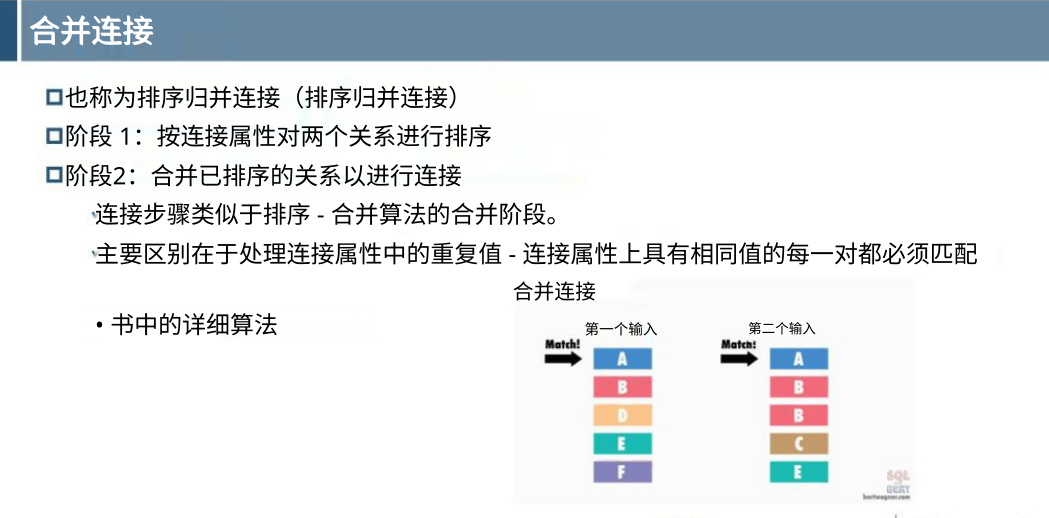 合并连接
也称为排序归并连接（排序归并连接）
阶段 1：按连接属性对两个关系进行排序
阶段2：合并已排序的关系以进行连接
连接步骤类似于排序 - 合并算法的合并阶段。
主要区别在于处理连接属性中的重复值 - 连接属性上具有相同值的每一对都必须匹配
• 书中的详细算法
合并连接
第一个输入
第二个输入
Match!
Match!
A
A
B
B
D
B
E
C
F
E
SQL
BERT
bertwagner.com